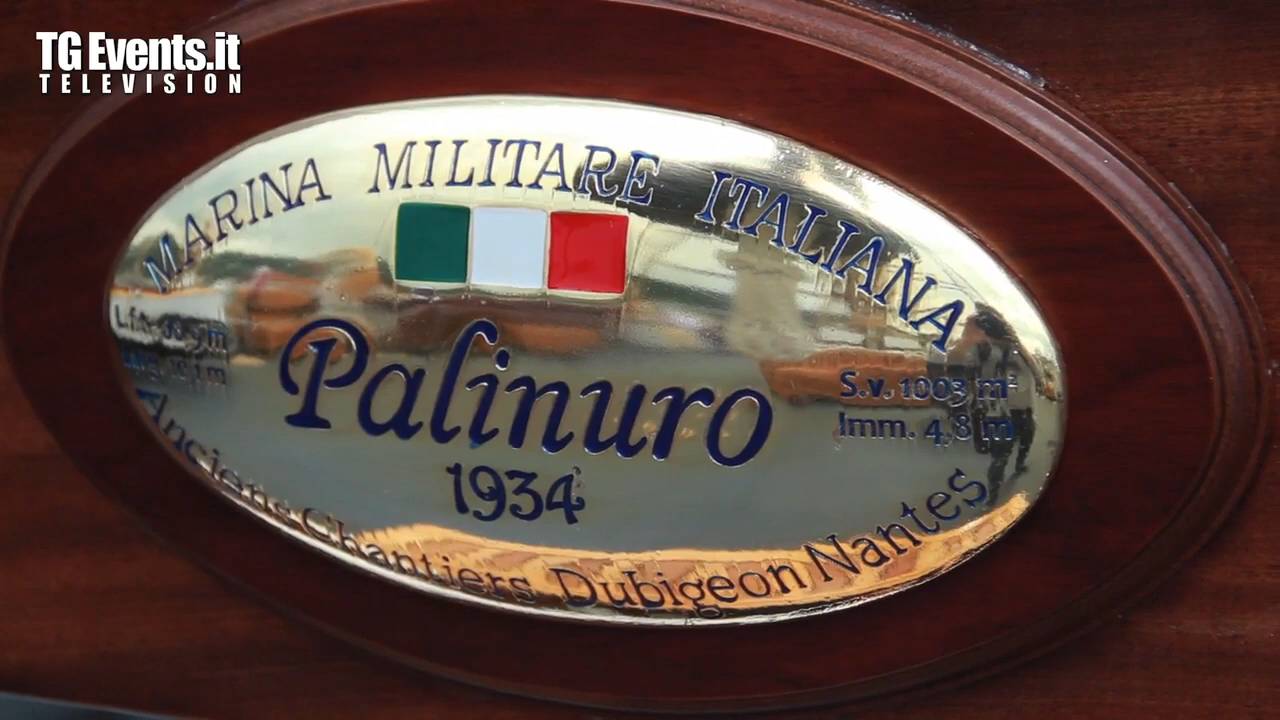 TG Events.it
TELEVISION
MARINA MILITARE ITALIANA
Palinuro
1934
S.v. 1003 m²
Imm. 4,8 m
Anciens Chantiers Dubigeon Nantes